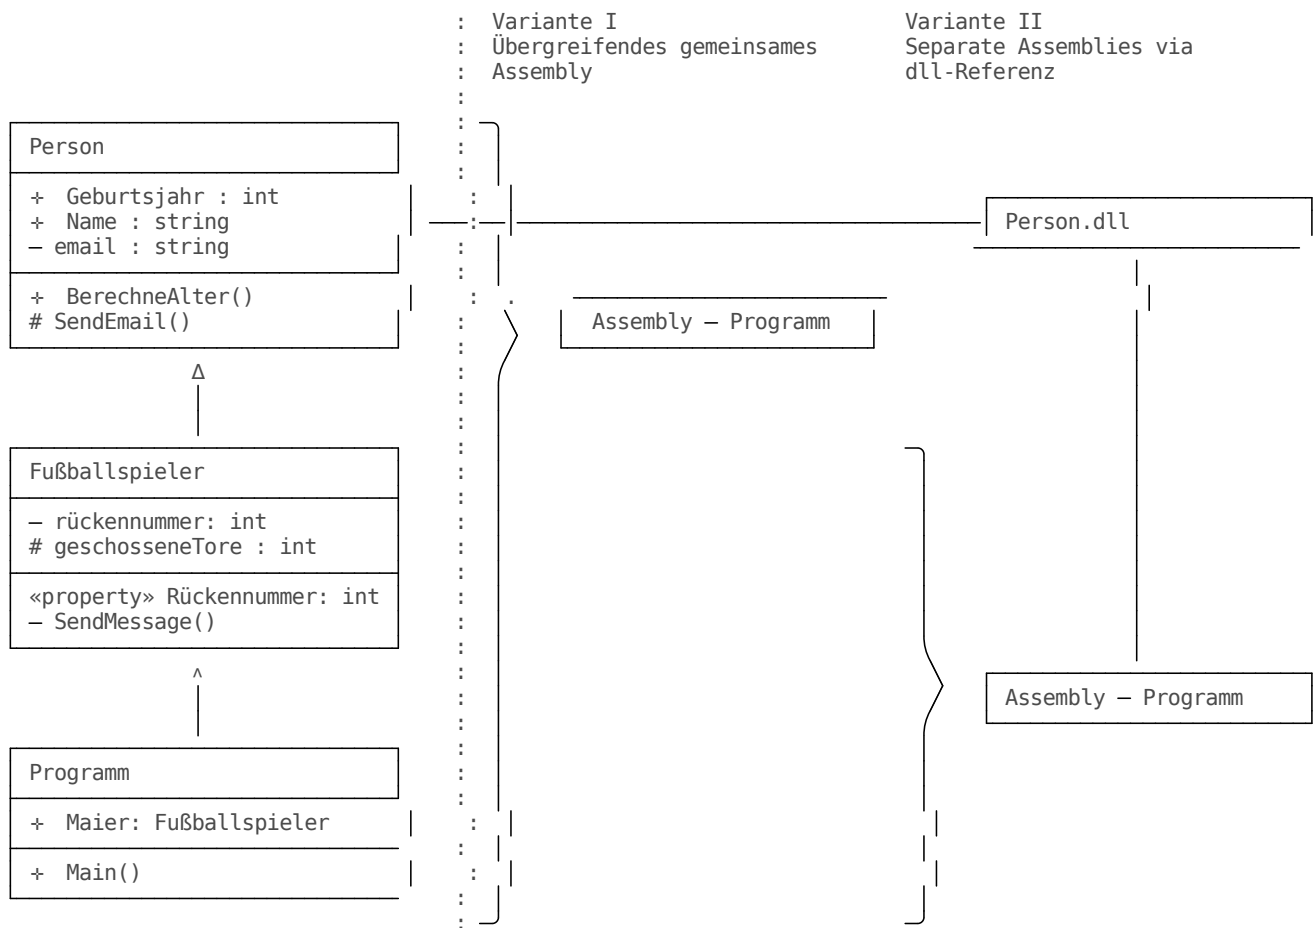 Variante I
Übergreifendes gemeinsames
Assembly
Variante II
Separate Assemblies via
dll-Referenz
Person
+ Geburtsjahr : int
+ Name : string
– email : string
+ BerechneAlter()
# SendEmail()
Person.dll
Assembly – Programm
Fußballspieler
– rückennummer: int
# geschosseneTore : int
«property» Rückennummer: int
– SendMessage()
Assembly – Programm
Programm
+ Maier: Fußballspieler
+ Main()